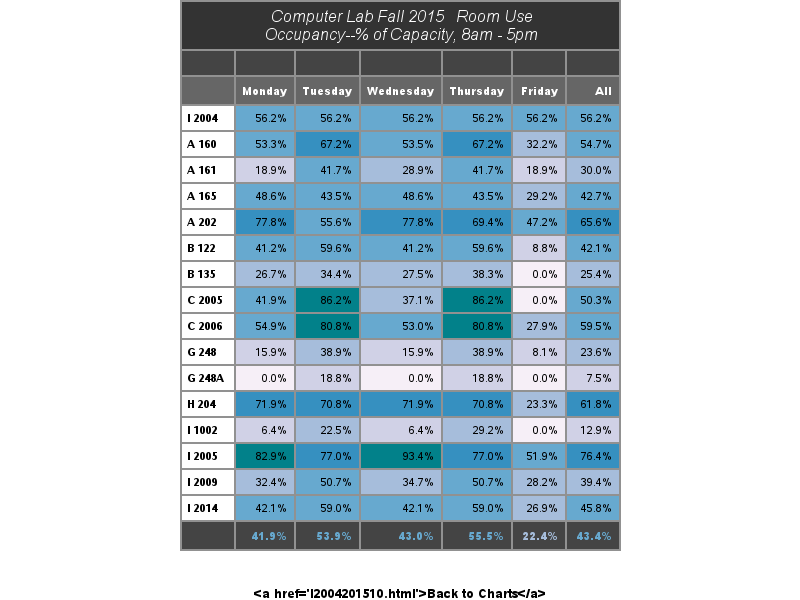 Computer Lab Fall 2015 Room Use
Occupancy--% of Capacity, 8am - 5pm
Monday Tuesday Wednesday Thursday Friday All
I 2004 56.2% 56.2% 56.2% 56.2% 56.2% 56.2%
A 160 53.3% 67.2% 53.5% 67.2% 32.2% 54.7%
A 161 18.9% 41.7% 28.9% 41.7% 18.9% 30.0%
A 165 48.6% 43.5% 48.6% 43.5% 29.2% 42.7%
A 202 77.8% 55.6% 77.8% 69.4% 47.2% 65.6%
B 122 41.2% 59.6% 41.2% 59.6% 8.8% 42.1%
B 135 26.7% 34.4% 27.5% 38.3% 0.0% 25.4%
C 2005 41.9% 86.2% 37.1% 86.2% 0.0% 50.3%
C 2006 54.9% 80.8% 53.0% 80.8% 27.9% 59.5%
G 248 15.9% 38.9% 15.9% 38.9% 8.1% 23.6%
G 248A 0.0% 18.8% 0.0% 18.8% 0.0% 7.5%
H 204 71.9% 70.8% 71.9% 70.8% 23.3% 61.8%
I 1002 6.4% 22.5% 6.4% 29.2% 0.0% 12.9%
I 2005 82.9% 77.0% 93.4% 77.0% 51.9% 76.4%
I 2009 32.4% 50.7% 34.7% 50.7% 28.2% 39.4%
I 2014 42.1% 59.0% 42.1% 59.0% 26.9% 45.8%
41.9% 53.9% 43.0% 55.5% 22.4% 43.4%
<a href='I2004201510.html'>Back to Charts</a>